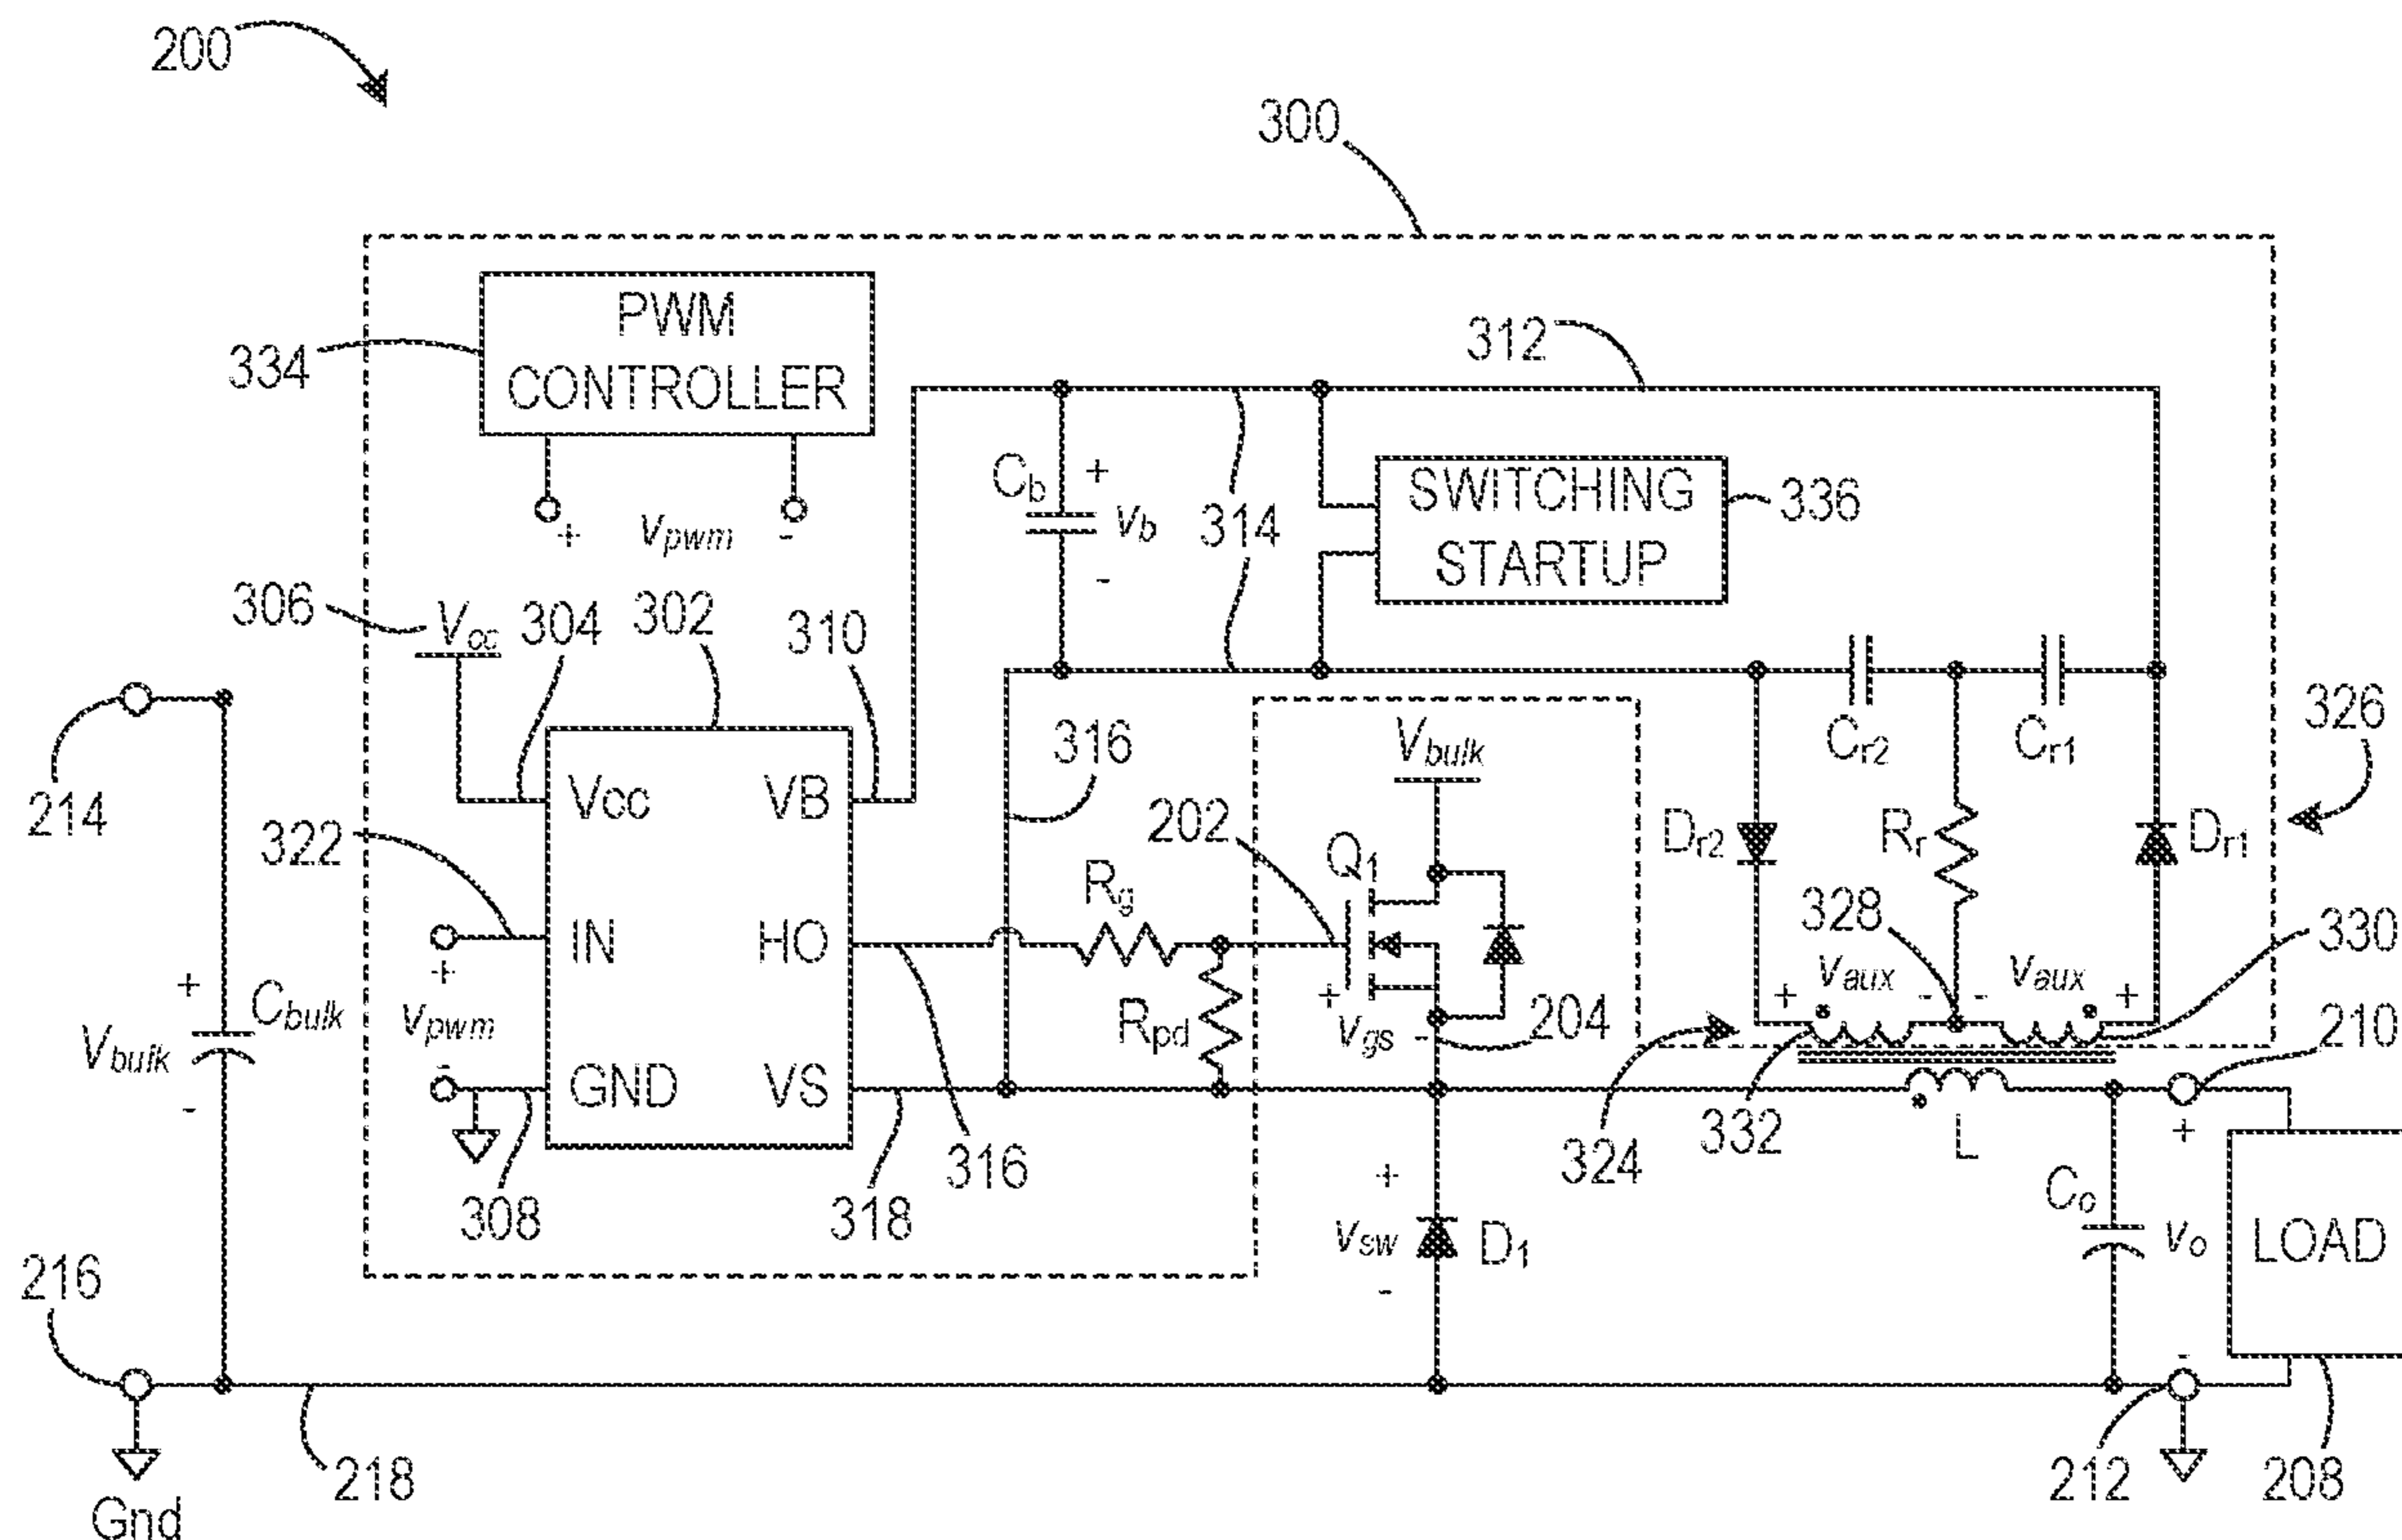 200
300
PWM
CONTROLLER
334
312
+ Vpwm -
Cb
+
Vb
-
314
SWITCHING
STARTUP
336
306
Vcc
304
302
310
214
316
Vbulk
Cr2
Cr1
326
Vcc
VB
322
202
Q1
Dr2
Rr
Dr1
IN
HO
Rg
328
330
+
Vpwm
-
Rpd
+
Vgs
-
204
+ Vaux -
- Vaux +
210
+
Vbulk
-
Cbulk
GND
VS
324
332
L
+
308
318
316
+
Vsw
-
D1
Co
Vo
LOAD
216
-
Gnd
218
212
208